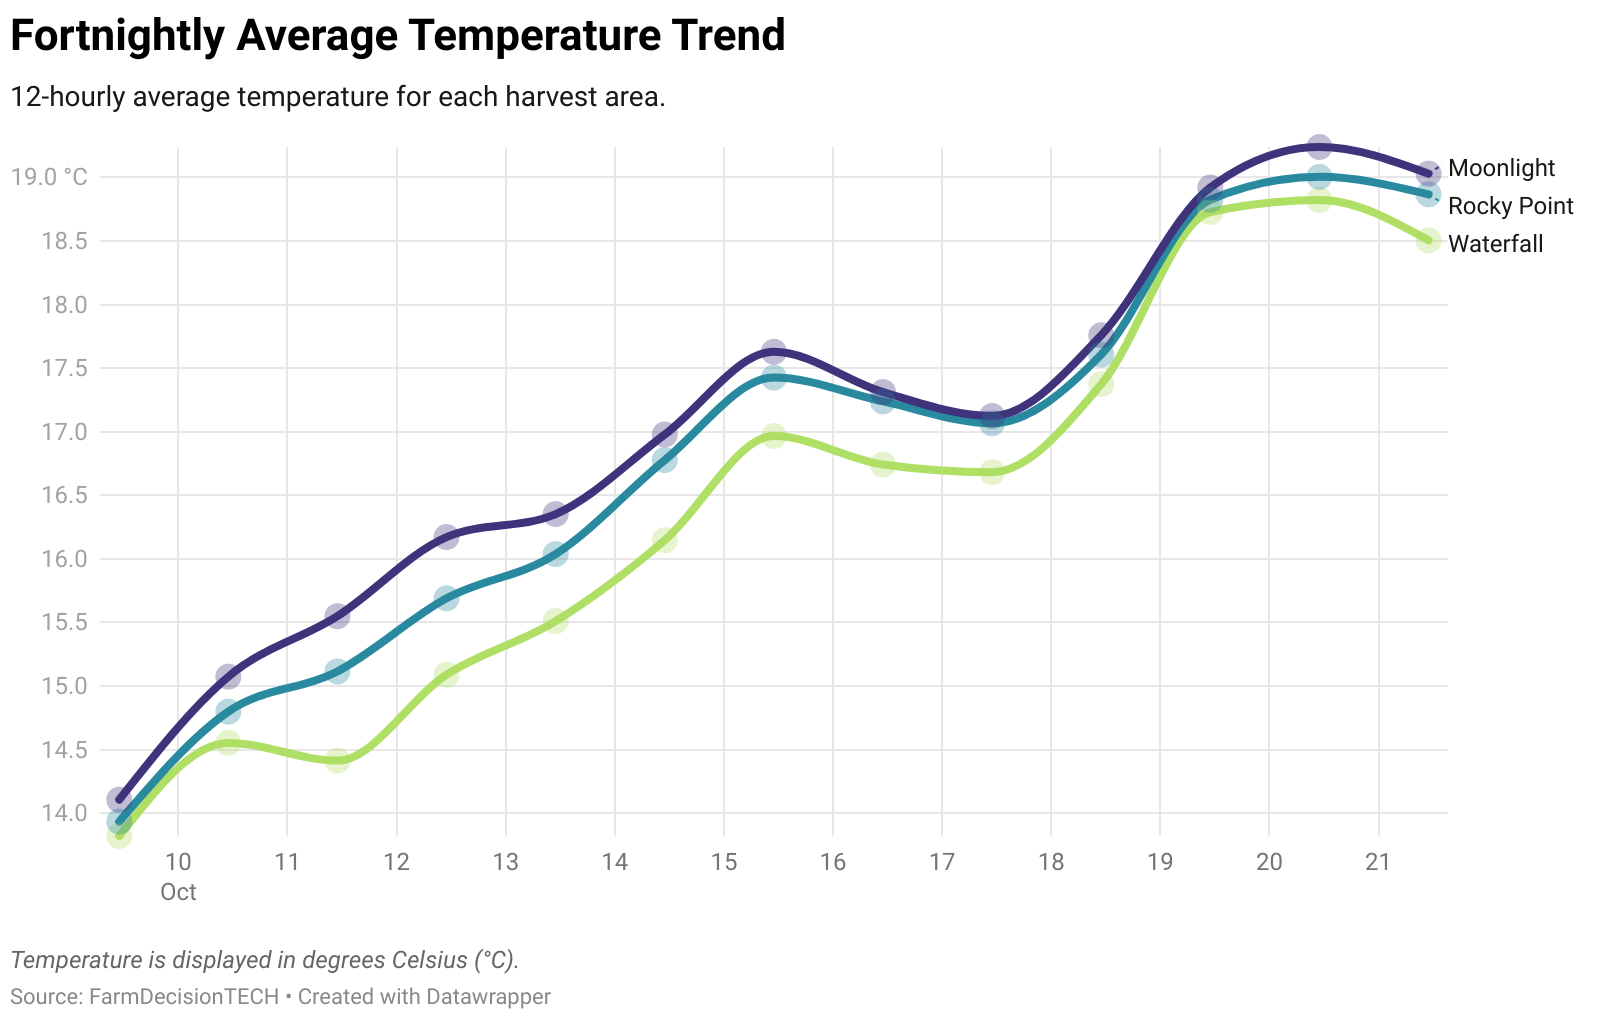 Fortnightly Average Temperature Trend
12-hourly average temperature for each harvest area.
19.0 °C
18.5
18.0
17.5
17.0
16.5
16.0
15.5
15.0
14.5
14.0
Moonlight
Rocky Point
Waterfall
10 11 12 13 14 15 16 17 18 19 20 21
Oct
Temperature is displayed in degrees Celsius (°C).
Source: FarmDecisionTECH • Created with Datawrapper